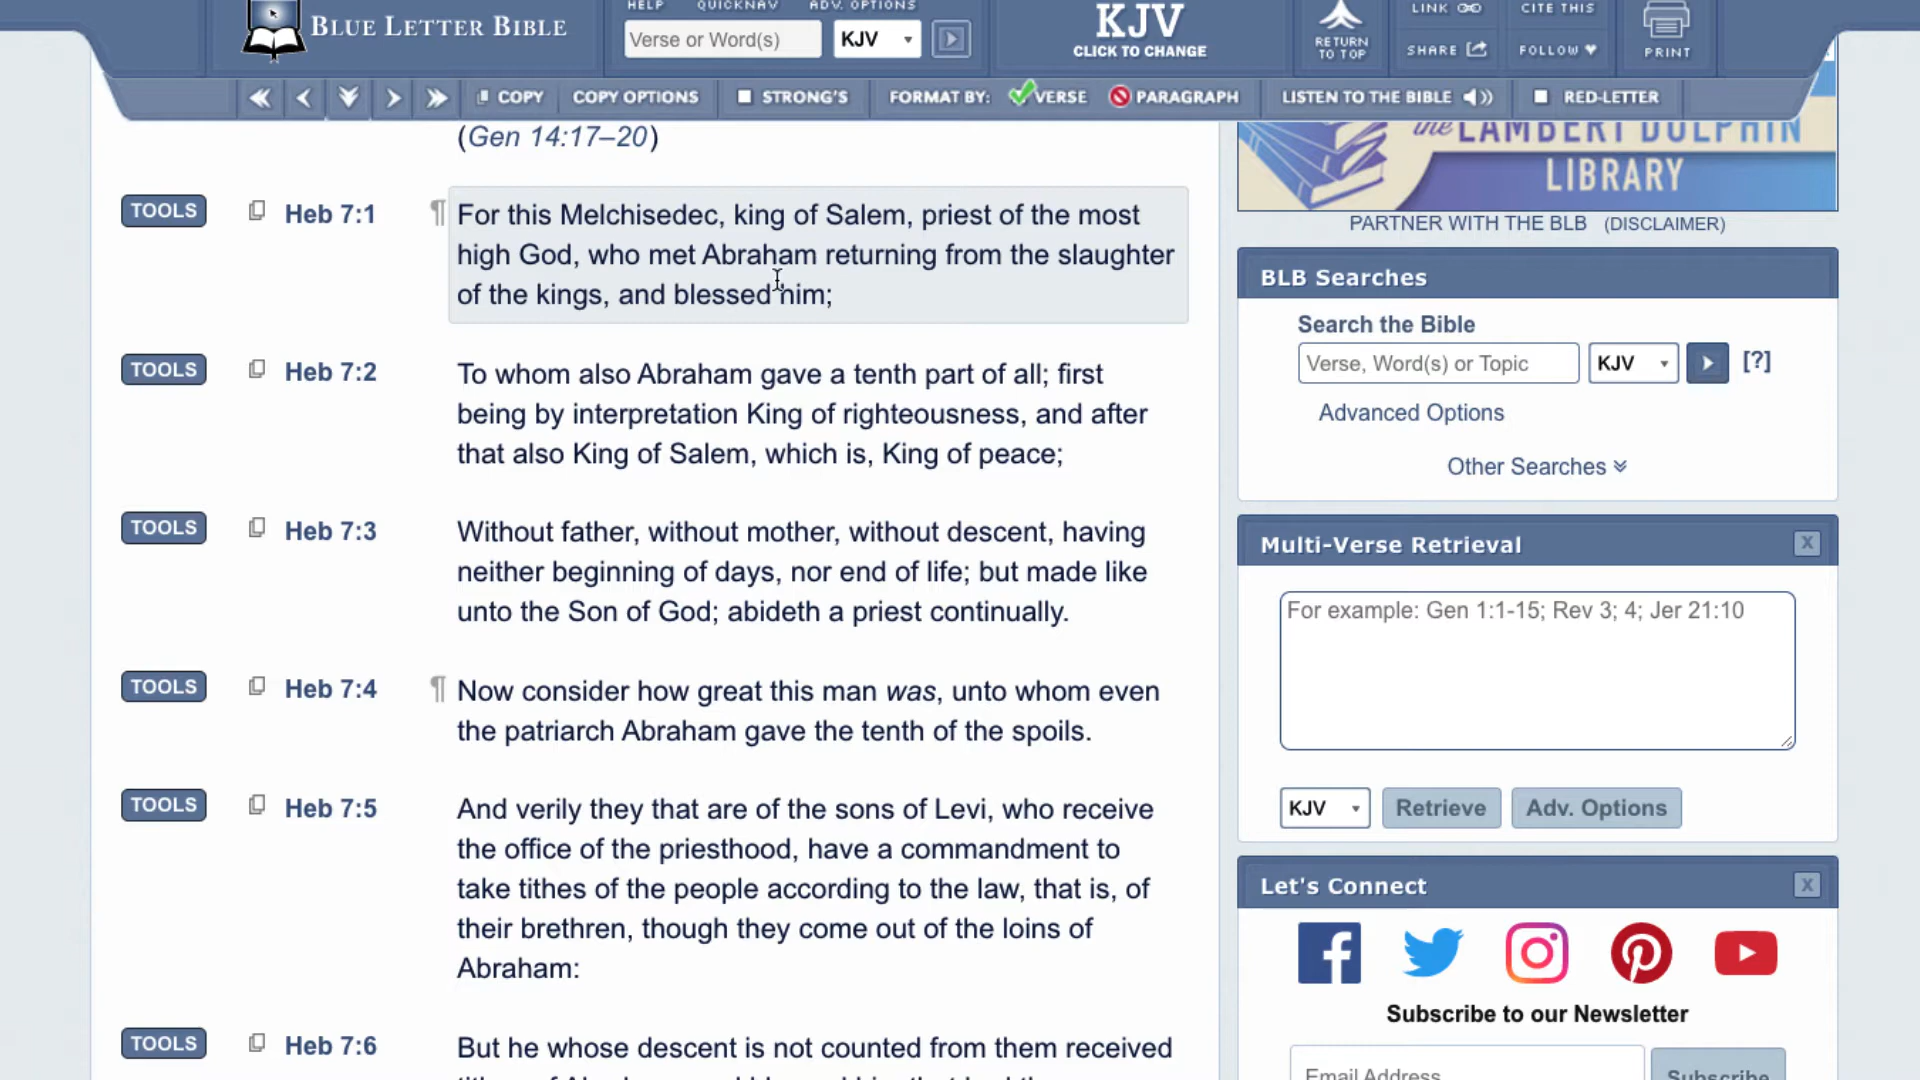 HELP QUICKNAV ADV. OPTIONS
BLUE LETTER BIBLE
Verse or Word(s)
KJV
KJV
CLICK TO CHANGE
RETURN
TO TOP
LINK
SHARE
CITE THIS
FOLLOW
PRINT
COPY
COPY OPTIONS
STRONG'S
FORMAT BY:
VERSE
PARAGRAPH
LISTEN TO THE BIBLE
RED-LETTER
(Gen 14:17–20)
TOOLS
Heb 7:1
¶ For this Melchisedec, king of Salem, priest of the most
high God, who met Abraham returning from the slaughter
of the kings, and blessed him;
TOOLS
Heb 7:2
To whom also Abraham gave a tenth part of all; first
being by interpretation King of righteousness, and after
that also King of Salem, which is, King of peace;
TOOLS
Heb 7:3
Without father, without mother, without descent, having
neither beginning of days, nor end of life; but made like
unto the Son of God; abideth a priest continually.
TOOLS
Heb 7:4
¶ Now consider how great this man was, unto whom even
the patriarch Abraham gave the tenth of the spoils.
TOOLS
Heb 7:5
And verily they that are of the sons of Levi, who receive
the office of the priesthood, have a commandment to
take tithes of the people according to the law, that is, of
their brethren, though they come out of the loins of
Abraham:
TOOLS
Heb 7:6
But he whose descent is not counted from them received
the LAMBERT DOLPHIN
LIBRARY
PARTNER WITH THE BLB (DISCLAIMER)
BLB Searches
Search the Bible
Verse, Word(s) or Topic
KJV
[?]
Advanced Options
Other Searches
Multi-Verse Retrieval
X
For example: Gen 1:1-15; Rev 3; 4; Jer 21:10
KJV
Retrieve
Adv. Options
Let's Connect
X
Subscribe to our Newsletter
Email Address
Subscribe